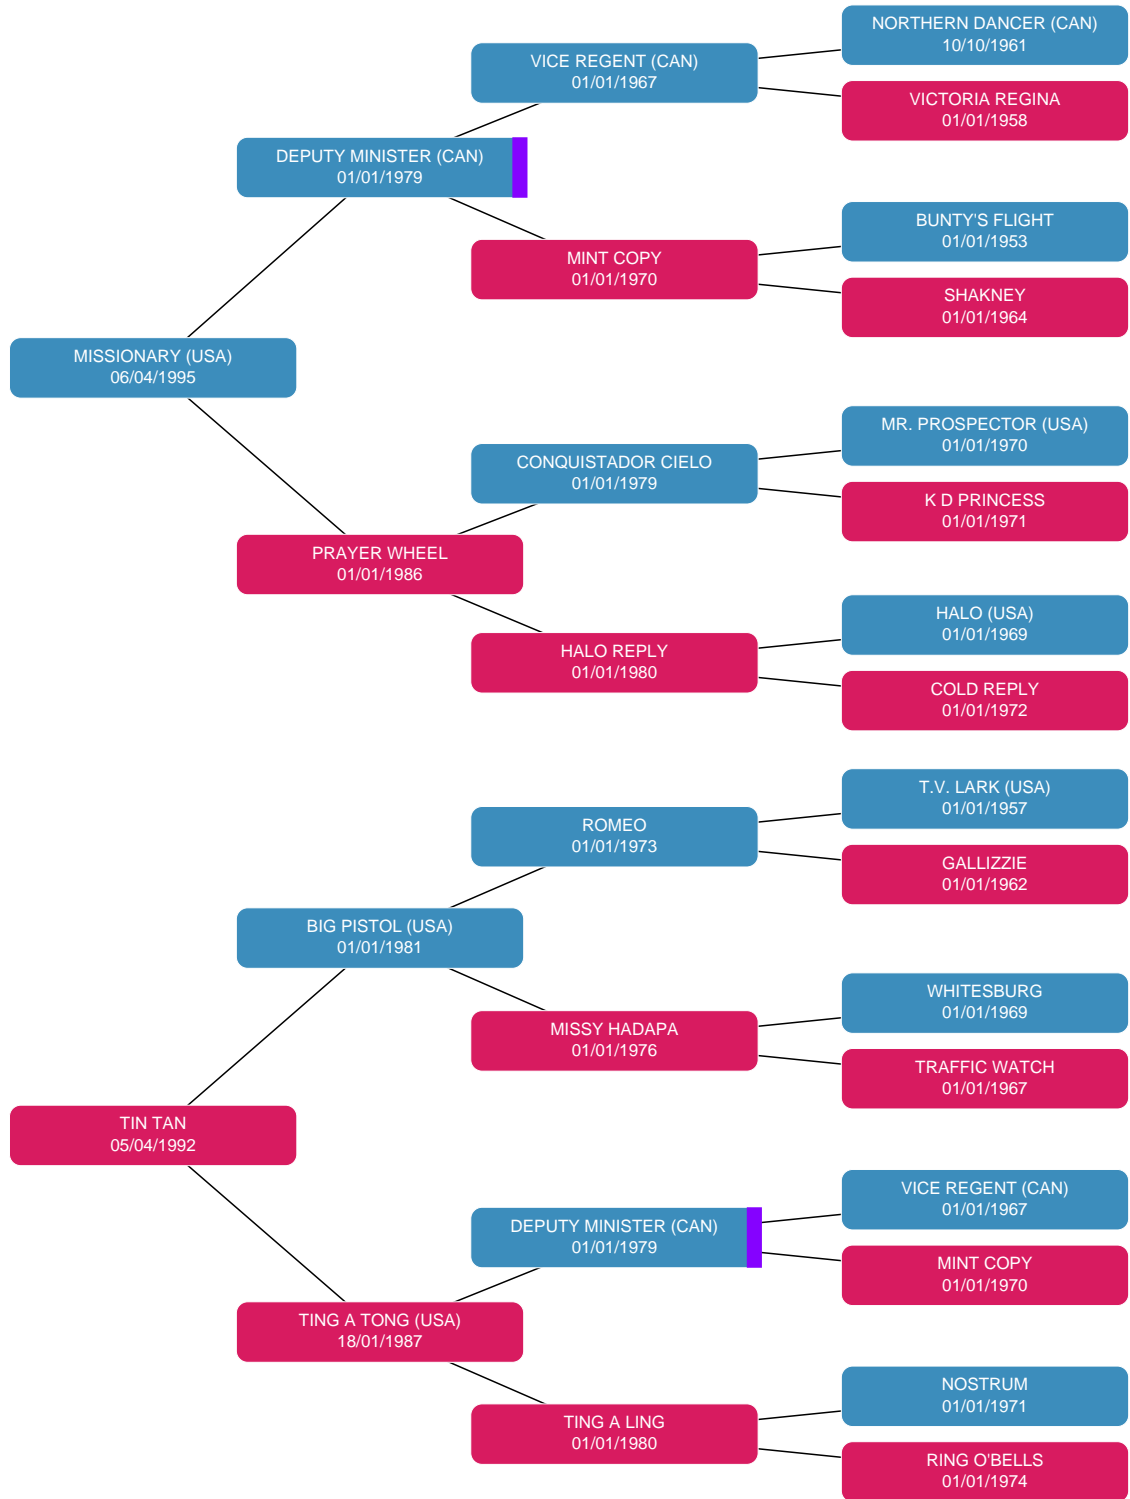 NORTHERN DANCER (CAN)
10/10/1961
VICE REGENT (CAN)
01/01/1967
VICTORIA REGINA
01/01/1958
DEPUTY MINISTER (CAN)
01/01/1979
BUNTY'S FLIGHT
01/01/1953
MINT COPY
01/01/1970
SHAKNEY
01/01/1964
MISSIONARY (USA)
06/04/1995
MR. PROSPECTOR (USA)
01/01/1970
CONQUISTADOR CIELO
01/01/1979
K D PRINCESS
01/01/1971
PRAYER WHEEL
01/01/1986
HALO (USA)
01/01/1969
HALO REPLY
01/01/1980
COLD REPLY
01/01/1972
T.V. LARK (USA)
01/01/1957
ROMEO
01/01/1973
GALLIZZIE
01/01/1962
BIG PISTOL (USA)
01/01/1981
WHITESBURG
01/01/1969
MISSY HADAPA
01/01/1976
TRAFFIC WATCH
01/01/1967
TIN TAN
05/04/1992
VICE REGENT (CAN)
01/01/1967
DEPUTY MINISTER (CAN)
01/01/1979
MINT COPY
01/01/1970
TING A TONG (USA)
18/01/1987
NOSTRUM
01/01/1971
TING A LING
01/01/1980
RING O'BELLS
01/01/1974